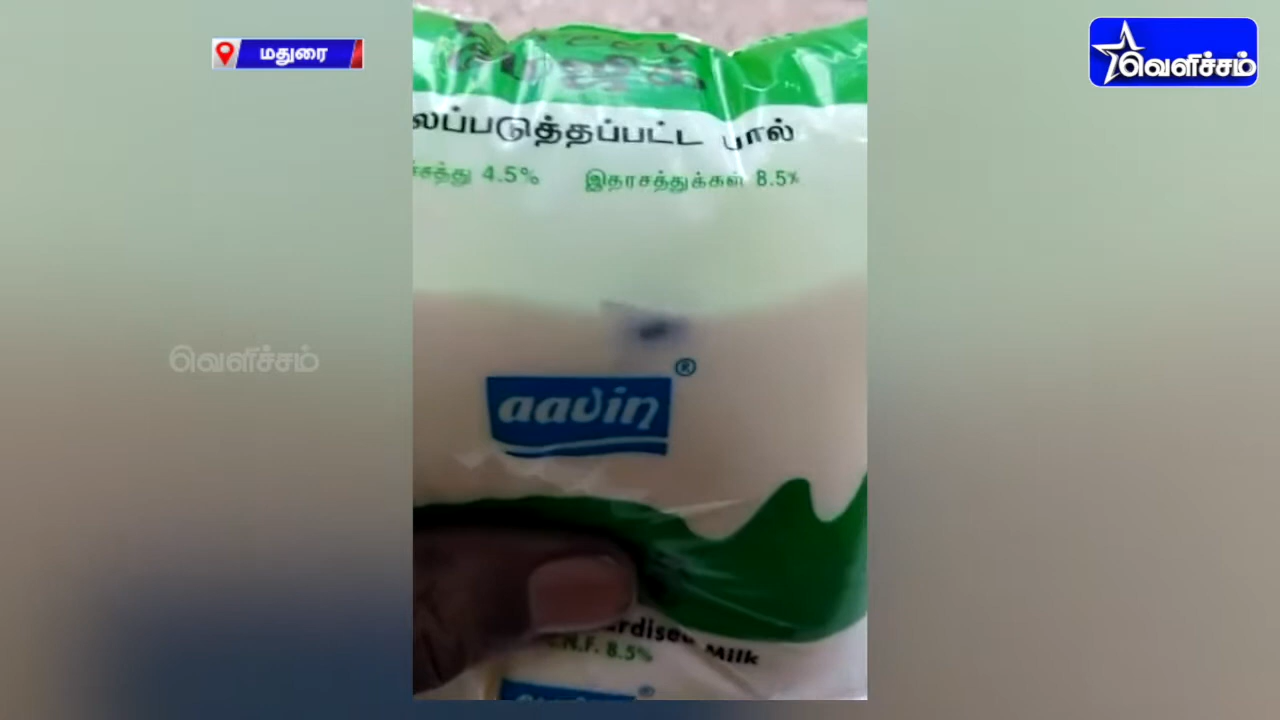 மதுரை
வெளிச்சம்
லப்படுத்தப்பட்ட பால்
ச்சத்து 4.5% இதரசத்துக்கள் 8.5%
வெளிச்சம்
®
aavin
rdised Milk
.N.F. 8.5%
®